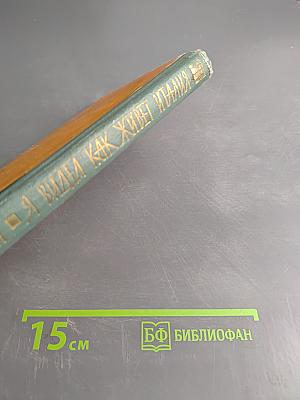 Я ВИДЕЛ КАК ЖИВЕТ ИТАЛИЯ
15 см
БФ БИБЛИОФАН